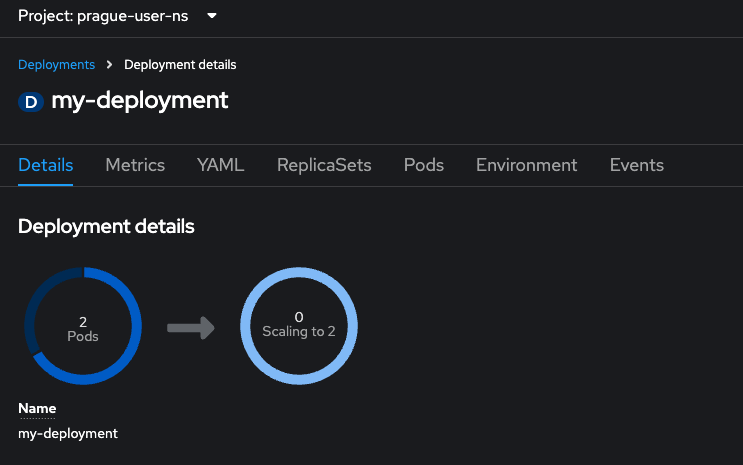 Project: prague-user-ns
Deployments > Deployment details
D my-deployment
Details Metrics YAML ReplicaSets Pods Environment Events
Deployment details
2
Pods
0
Scaling to 2
Name
my-deployment